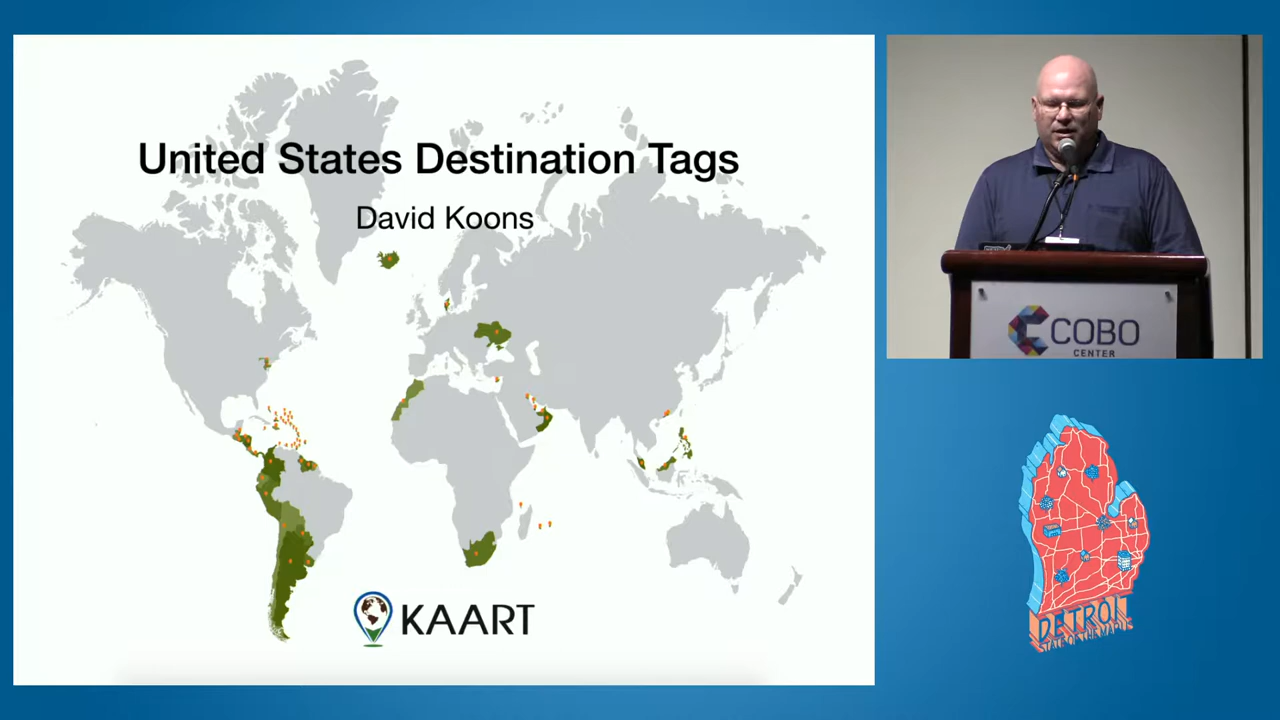 United States Destination Tags
David Koons
KAART
COBO
CENTER
DETROIT
STATE OF THE MAP US